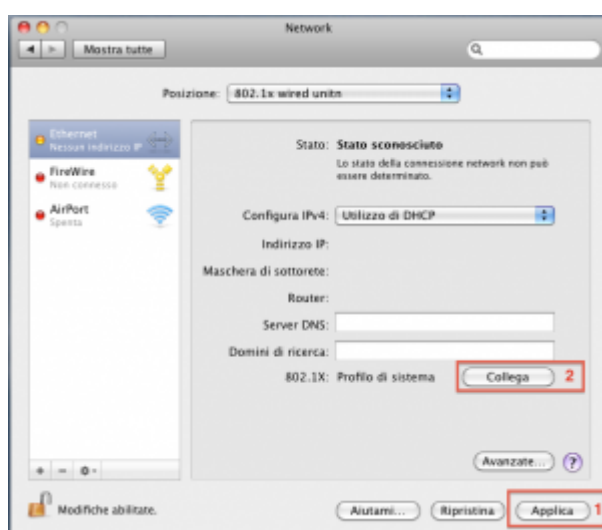 Network
Mostra tutte
Posizione: 802.1x wired unitn
Ethernet
Nessun indirizzo IP
FireWire
Non connesso
AirPort
Spenta
Stato: Stato sconosciuto
Lo stato della connessione network non può
essere determinato.
Configura IPv4: Utilizzo di DHCP
Indirizzo IP:
Maschera di sottorete:
Router:
Server DNS:
Domini di ricerca:
802.1X: Profilo di sistema Collega 2
Avanzate... ?
Modifiche abilitate.
Aiutami... Ripristina Applica 1